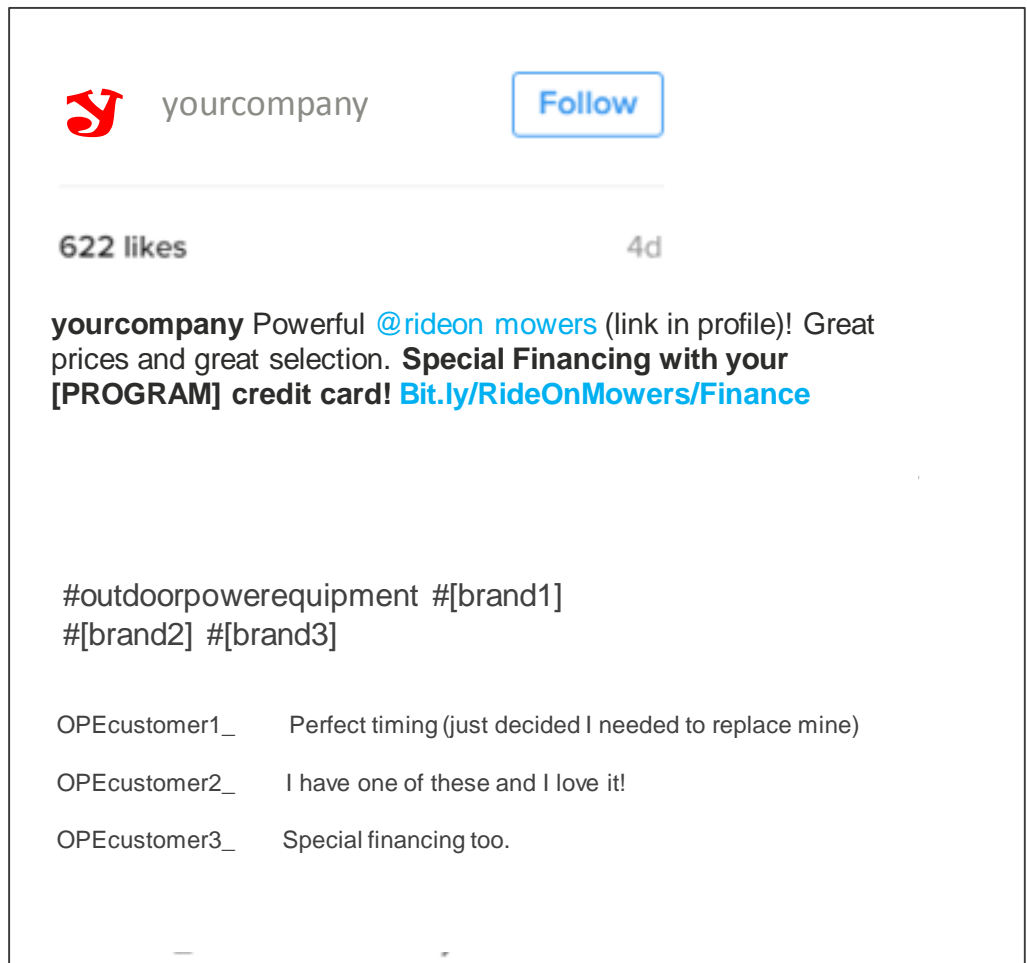 y yourcompany Follow
622 likes 4d
yourcompany Powerful @rideon mowers (link in profile)! Great
prices and great selection. Special Financing with your
[PROGRAM] credit card! Bit.ly/RideOnMowers/Finance
#outdoorpowerequipment #[brand1]
#[brand2] #[brand3]
OPEcustomer1_ Perfect timing (just decided I needed to replace mine)
OPEcustomer2_ I have one of these and I love it!
OPEcustomer3_ Special financing too.